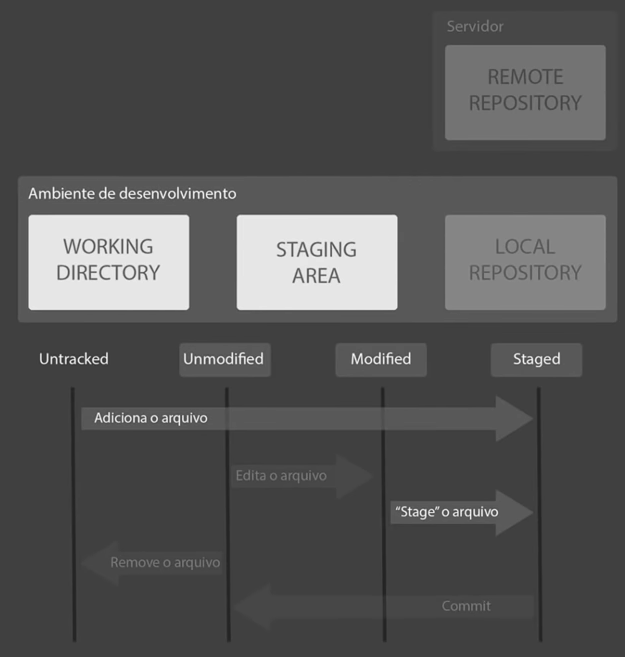 Servidor
REMOTE
REPOSITORY
Ambiente de desenvolvimento
WORKING
DIRECTORY
STAGING
AREA
LOCAL
REPOSITORY
Untracked
Unmodified
Modified
Staged
Adiciona o arquivo
Edita o arquivo
“Stage” o arquivo
Remove o arquivo
Commit